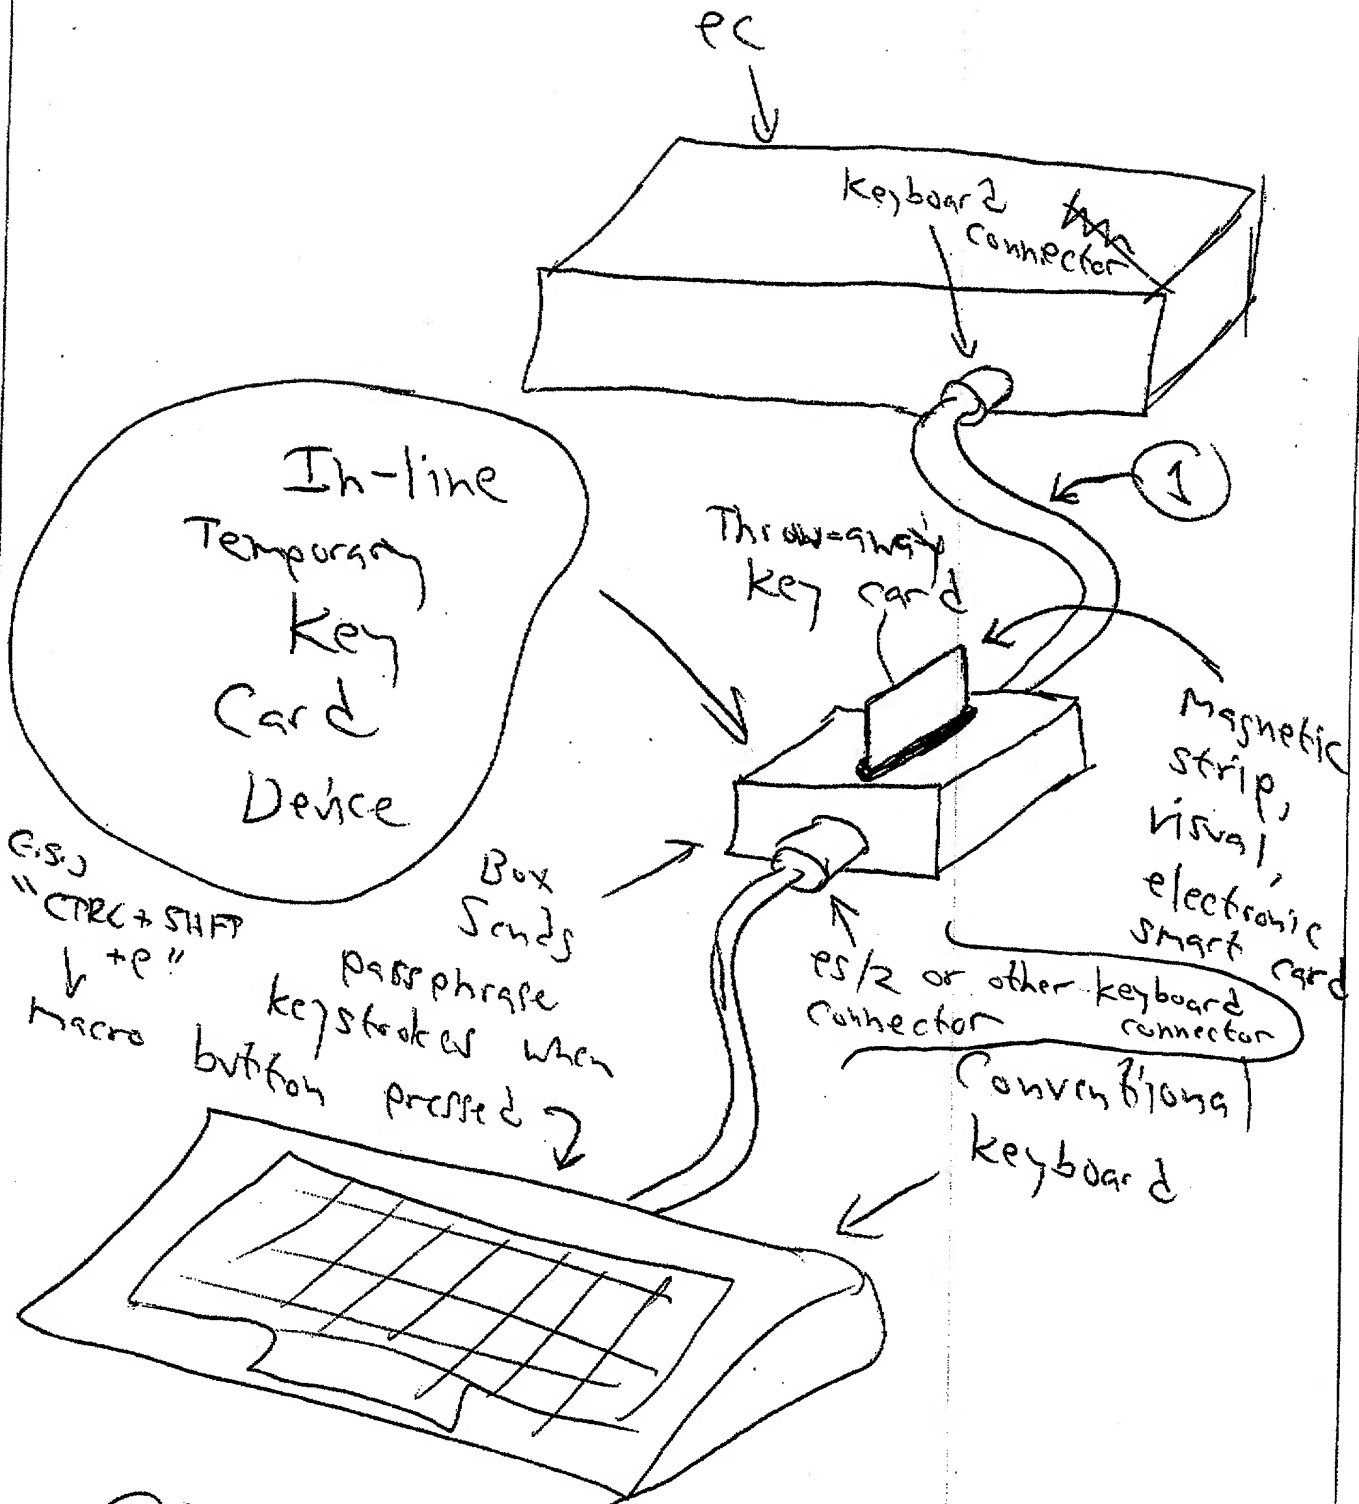 PC
Keyboard
connector
1
In-line
Temporary
Key
Card
Device
Throw-away
key card
Magnetic
strip,
visual,
electronic
smart card
E.g.,
"CTRL + SHFT
+P"
Box
Sends
passphrase
keystrokes when
macro button pressed
PS/2 or other keyboard
connector
connector
Conventional
keyboard